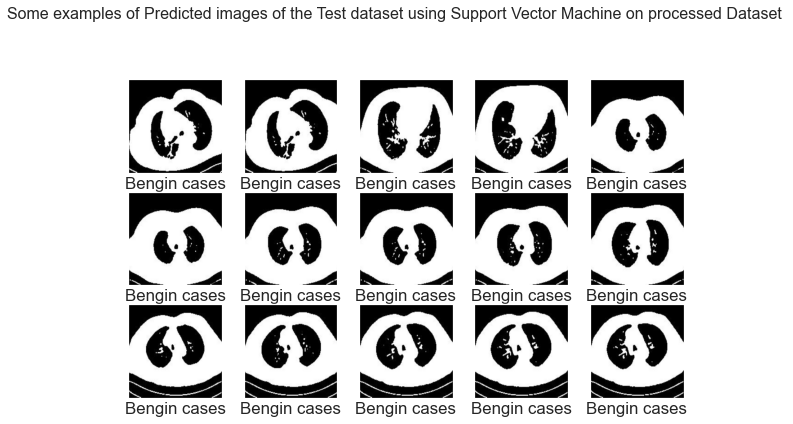 Some examples of Predicted images of the Test dataset using Support Vector Machine on processed Dataset
Bengin cases Bengin cases Bengin cases Bengin cases Bengin cases
Bengin cases Bengin cases Bengin cases Bengin cases Bengin cases
Bengin cases Bengin cases Bengin cases Bengin cases Bengin cases